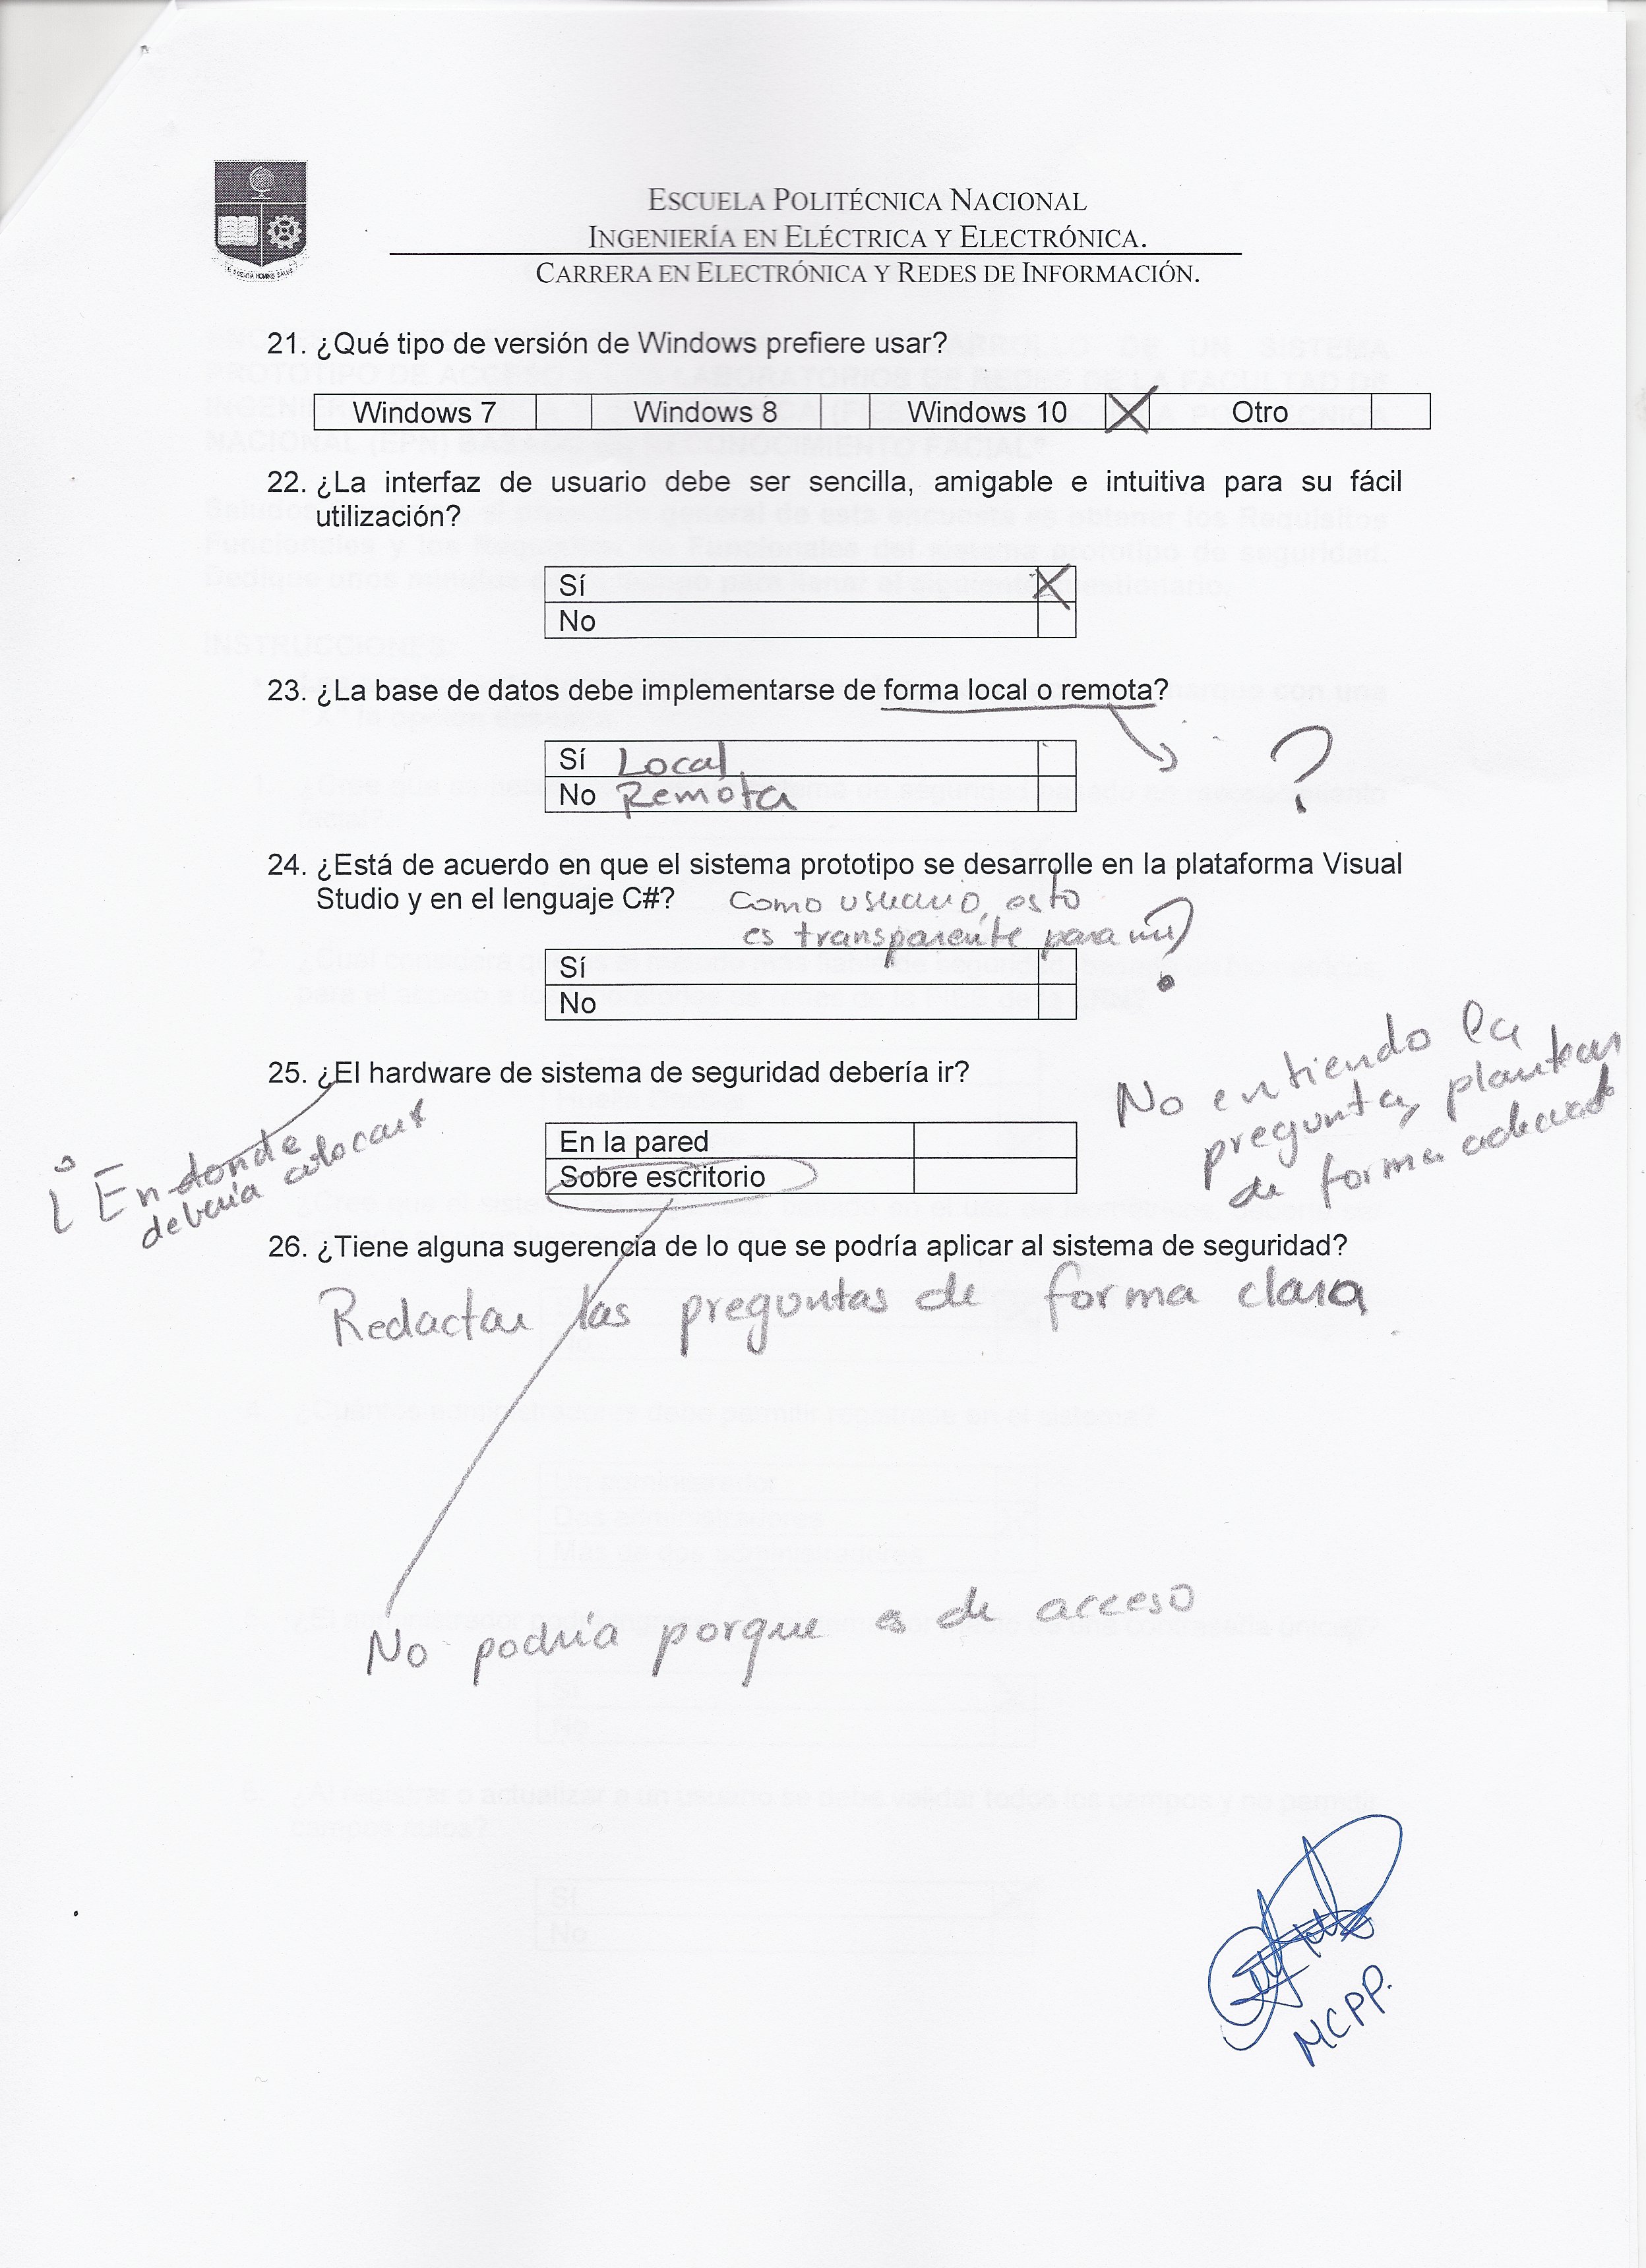 ESCUELA POLITÉCNICA NACIONAL
INGENIERÍA EN ELÉCTRICA Y ELECTRÓNICA.
CARRERA EN ELECTRÓNICA Y REDES DE INFORMACIÓN.
21. ¿Qué tipo de versión de Windows prefiere usar?
Windows 7 Windows 8 Windows 10 X Otro
22. ¿La interfaz de usuario debe ser sencilla, amigable e intuitiva para su fácil
utilización?
Sí X
No
23. ¿La base de datos debe implementarse de forma local o remota?
Sí Local
No Remota
?
24. ¿Está de acuerdo en que el sistema prototipo se desarrolle en la plataforma Visual
Studio y en el lenguaje C#? Como usuario, esto
es transparente para mi
?
Sí
No
25. ¿El hardware de sistema de seguridad debería ir?
No entiendo la
pregunta, plantear
de forma adecuada
¿En donde
debería colocarse
En la pared
Sobre escritorio
26. ¿Tiene alguna sugerencia de lo que se podría aplicar al sistema de seguridad?
Redactar las preguntas de forma clara
No podría porque es de acceso
MCPP.